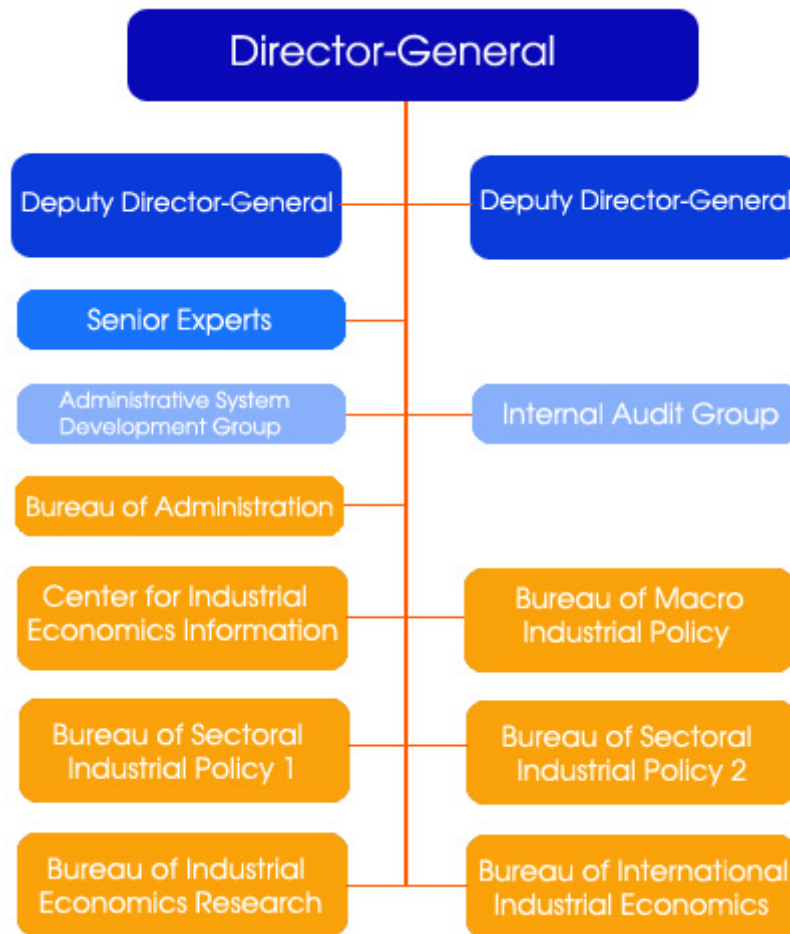 Director-General
Deputy Director-General
Deputy Director-General
Senior Experts
Administrative System
Development Group
Internal Audit Group
Bureau of Administration
Center for Industrial
Economics Information
Bureau of Macro
Industrial Policy
Bureau of Sectoral
Industrial Policy 1
Bureau of Sectoral
Industrial Policy 2
Bureau of Industrial
Economics Research
Bureau of International
Industrial Economics